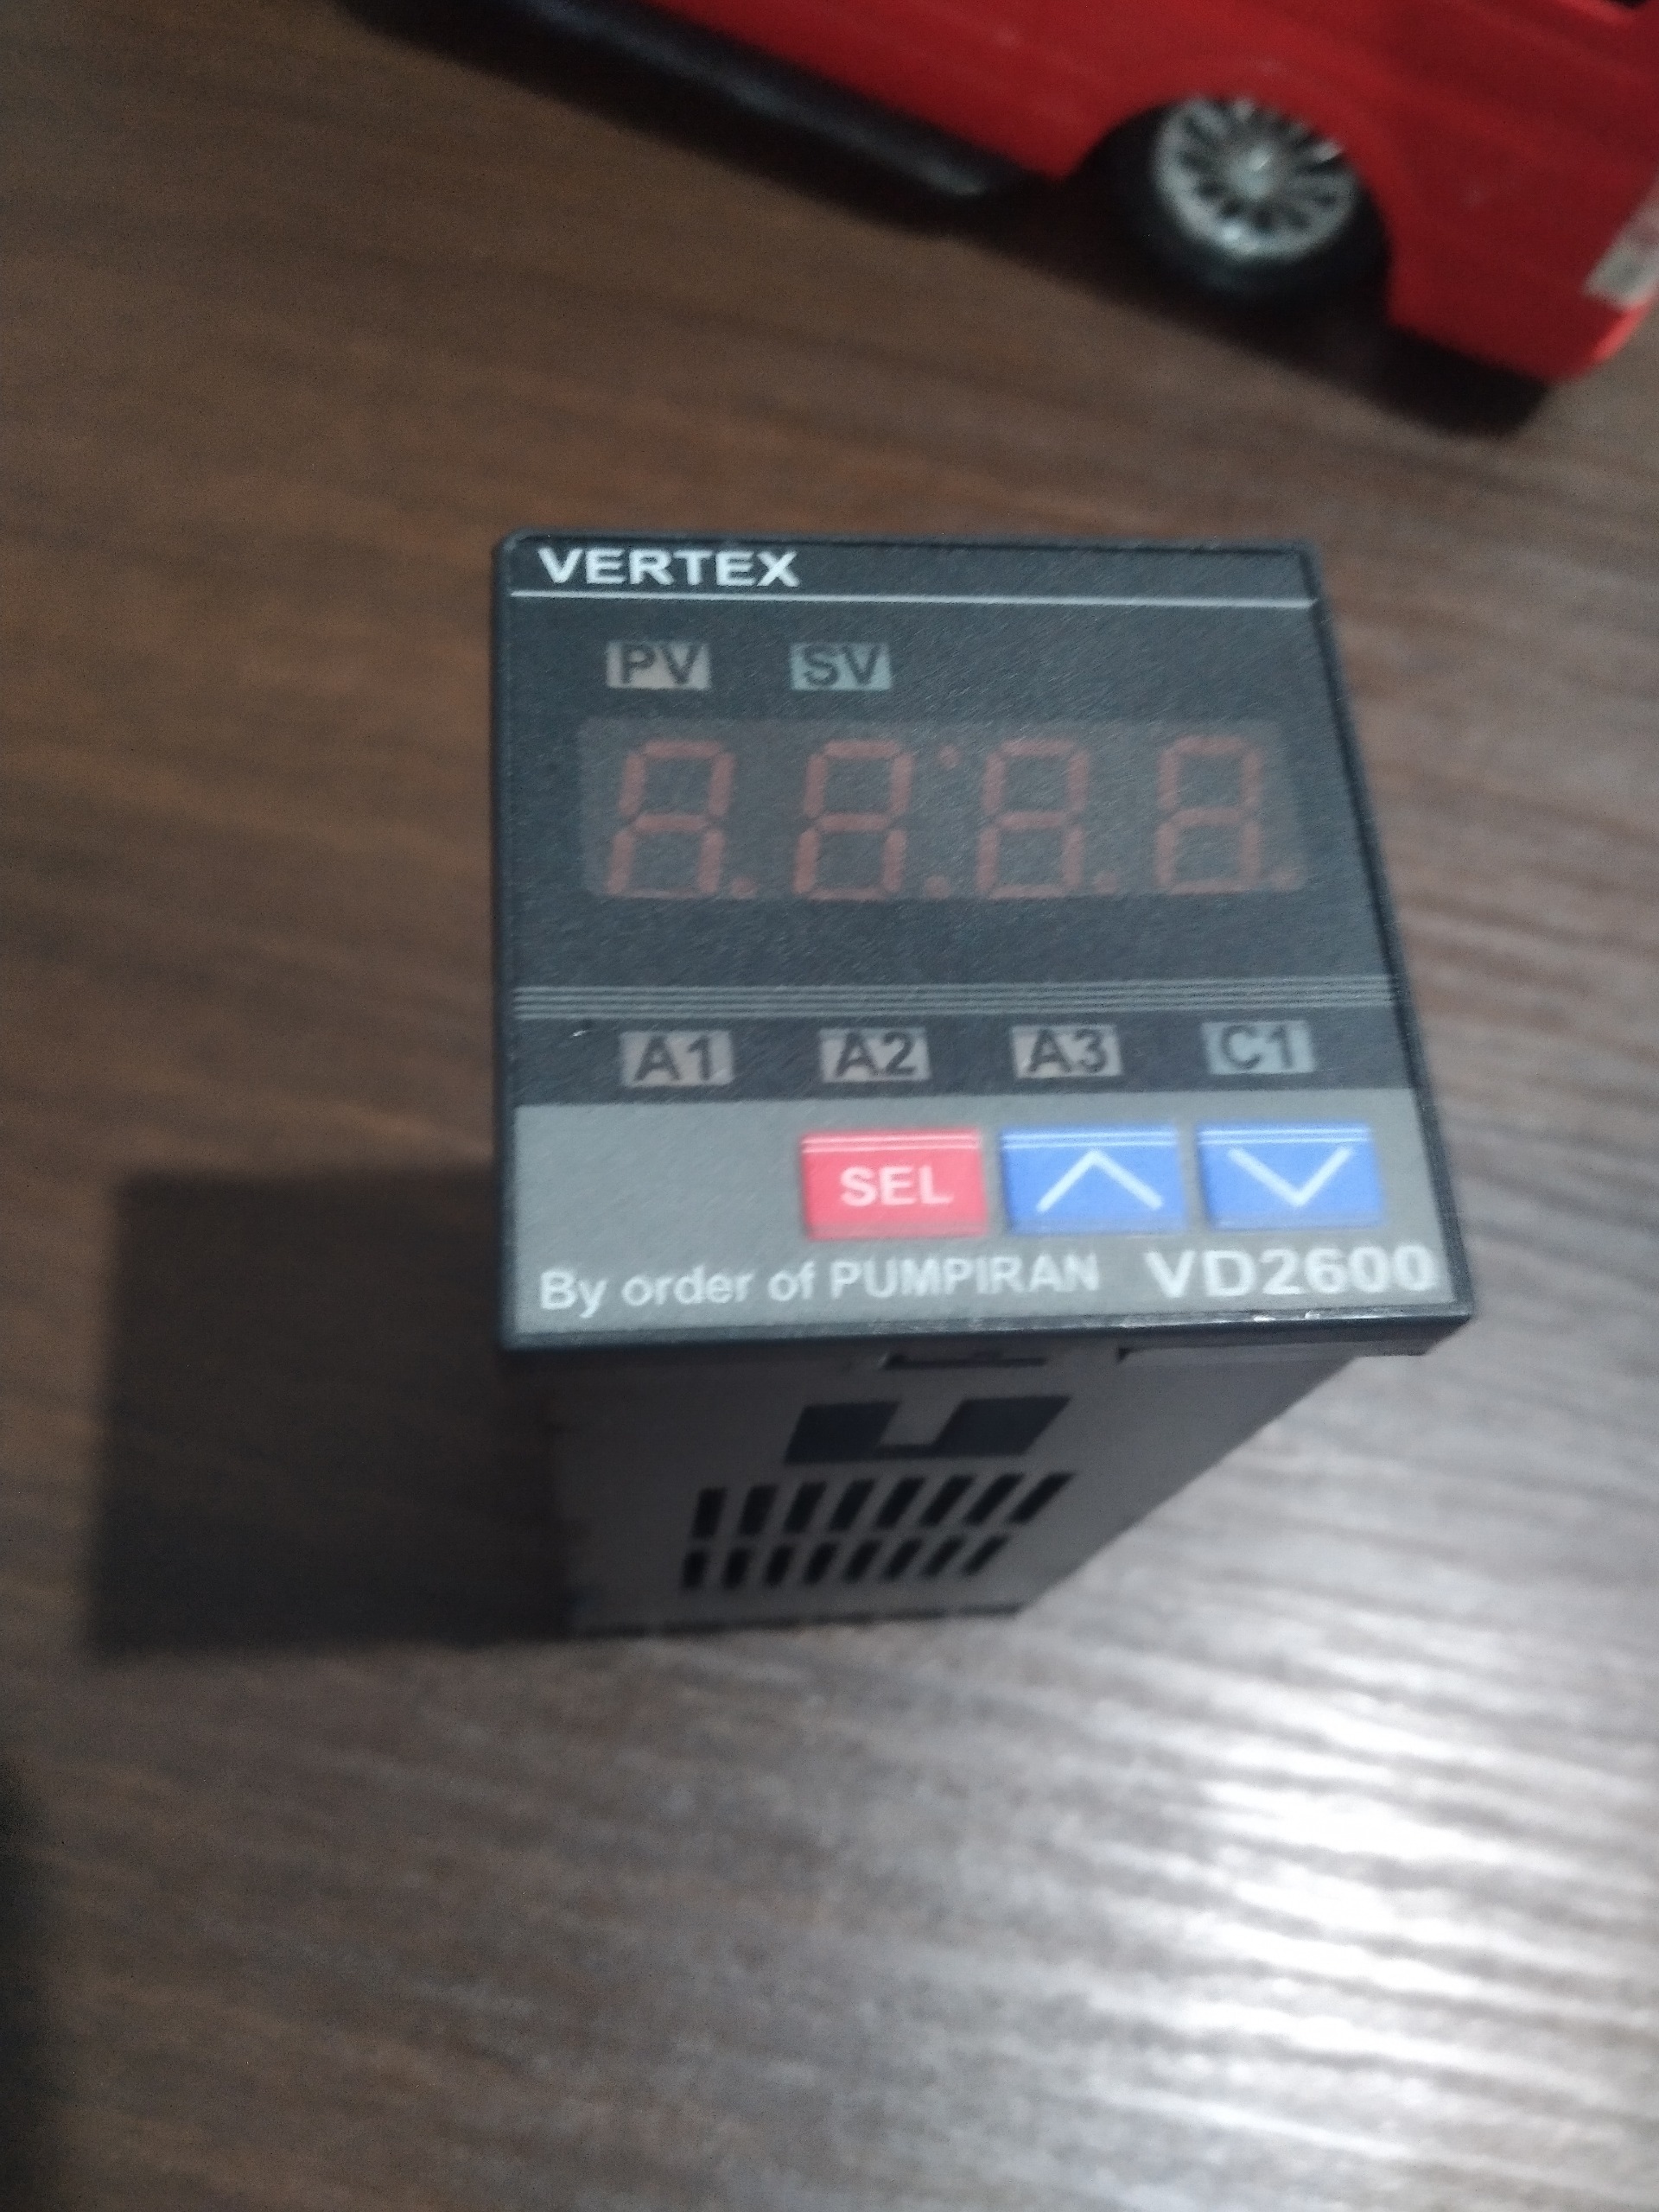 VERTEX
PV SV
A1 A2 A3 C1
SEL
By order of PUMPIRAN VD2600